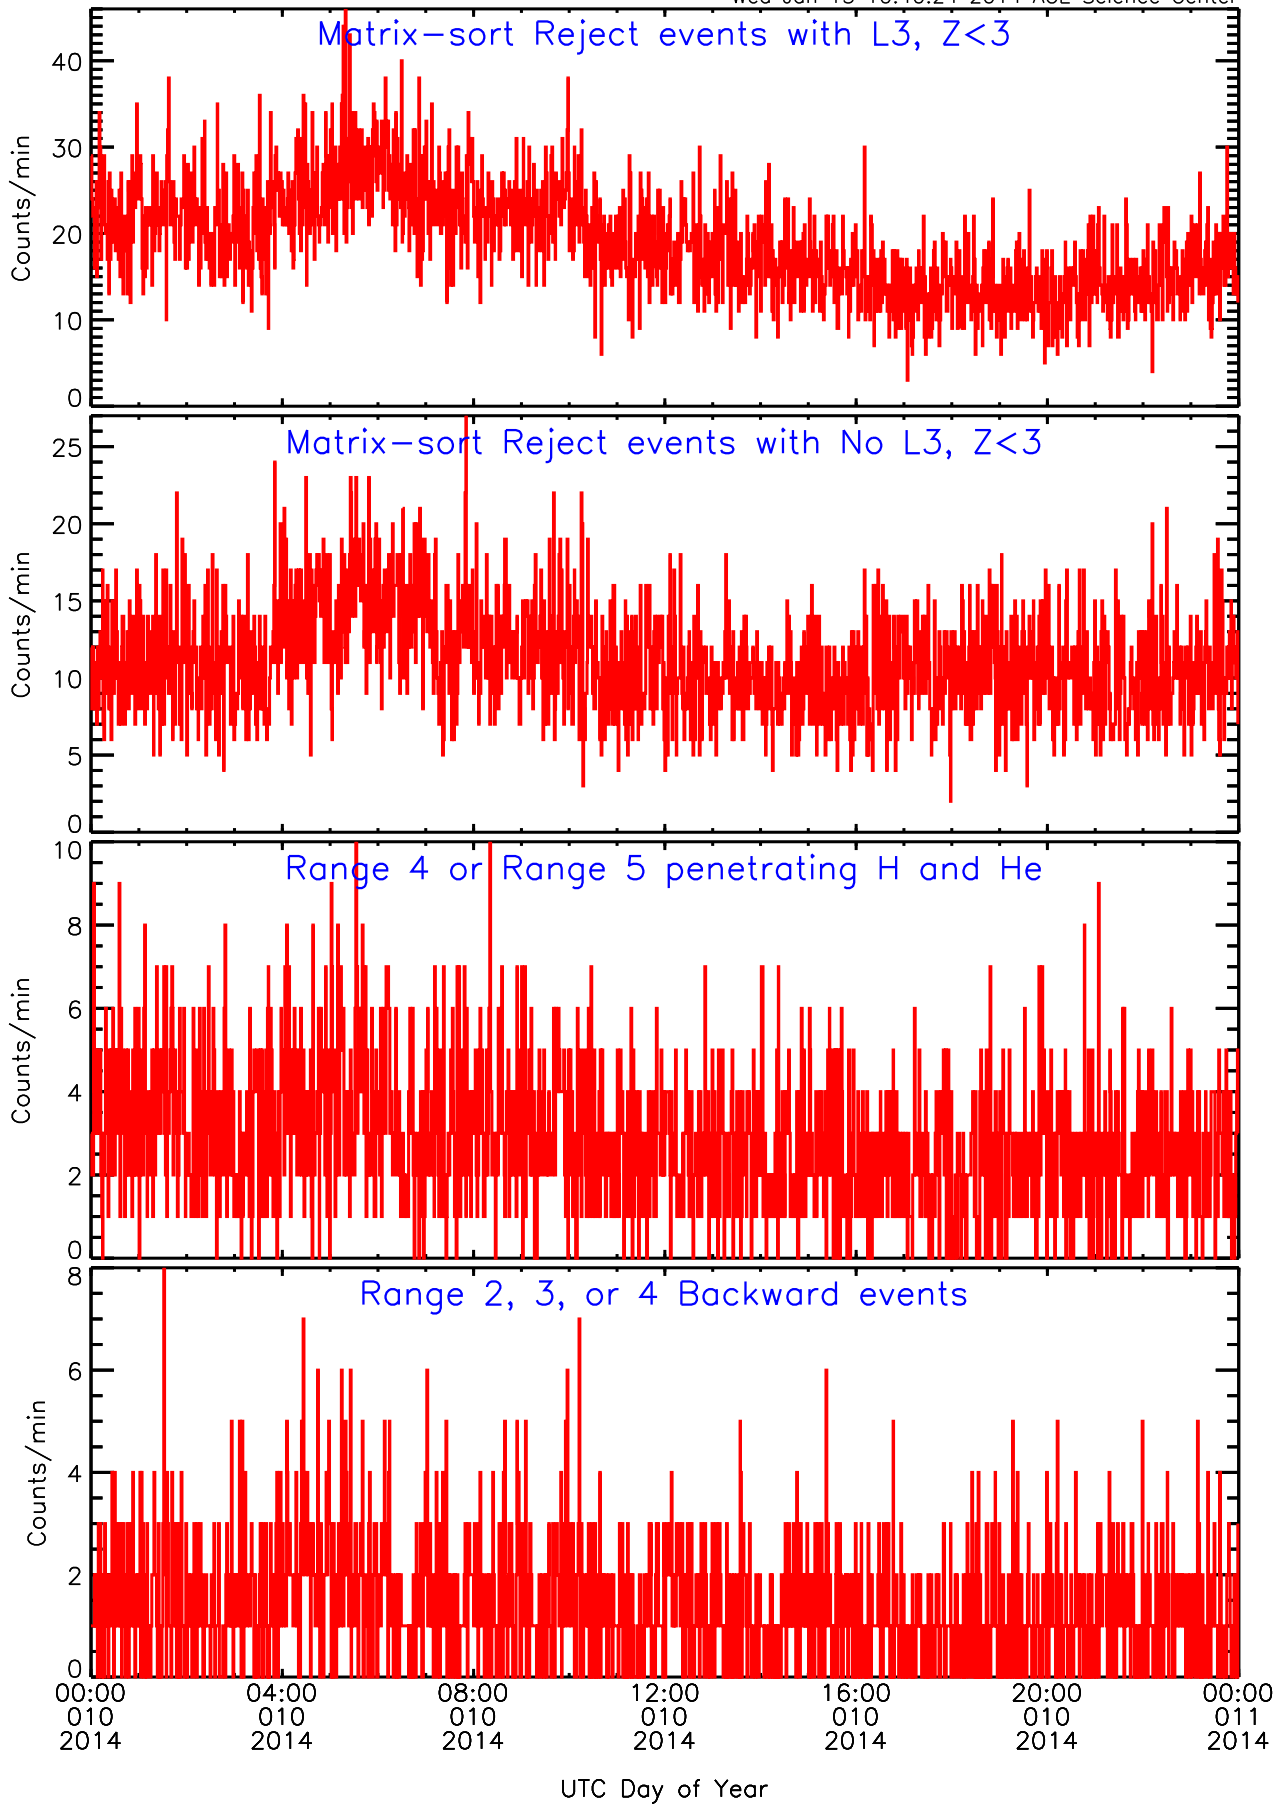 Matrix-sort Reject events with L3, Z<3
40
30
20
10
0
Counts/min
Matrix-sort Reject events with No L3, Z<3
25
20
15
10
5
0
Counts/min
Range 4 or Range 5 penetrating H and He
10
8
6
4
2
0
Counts/min
Range 2, 3, or 4 Backward events
8
6
4
2
0
Counts/min
00:00 04:00 08:00 12:00 16:00 20:00 00:00
010 010 010 010 010 010 011
2014 2014 2014 2014 2014 2014 2014
UTC Day of Year